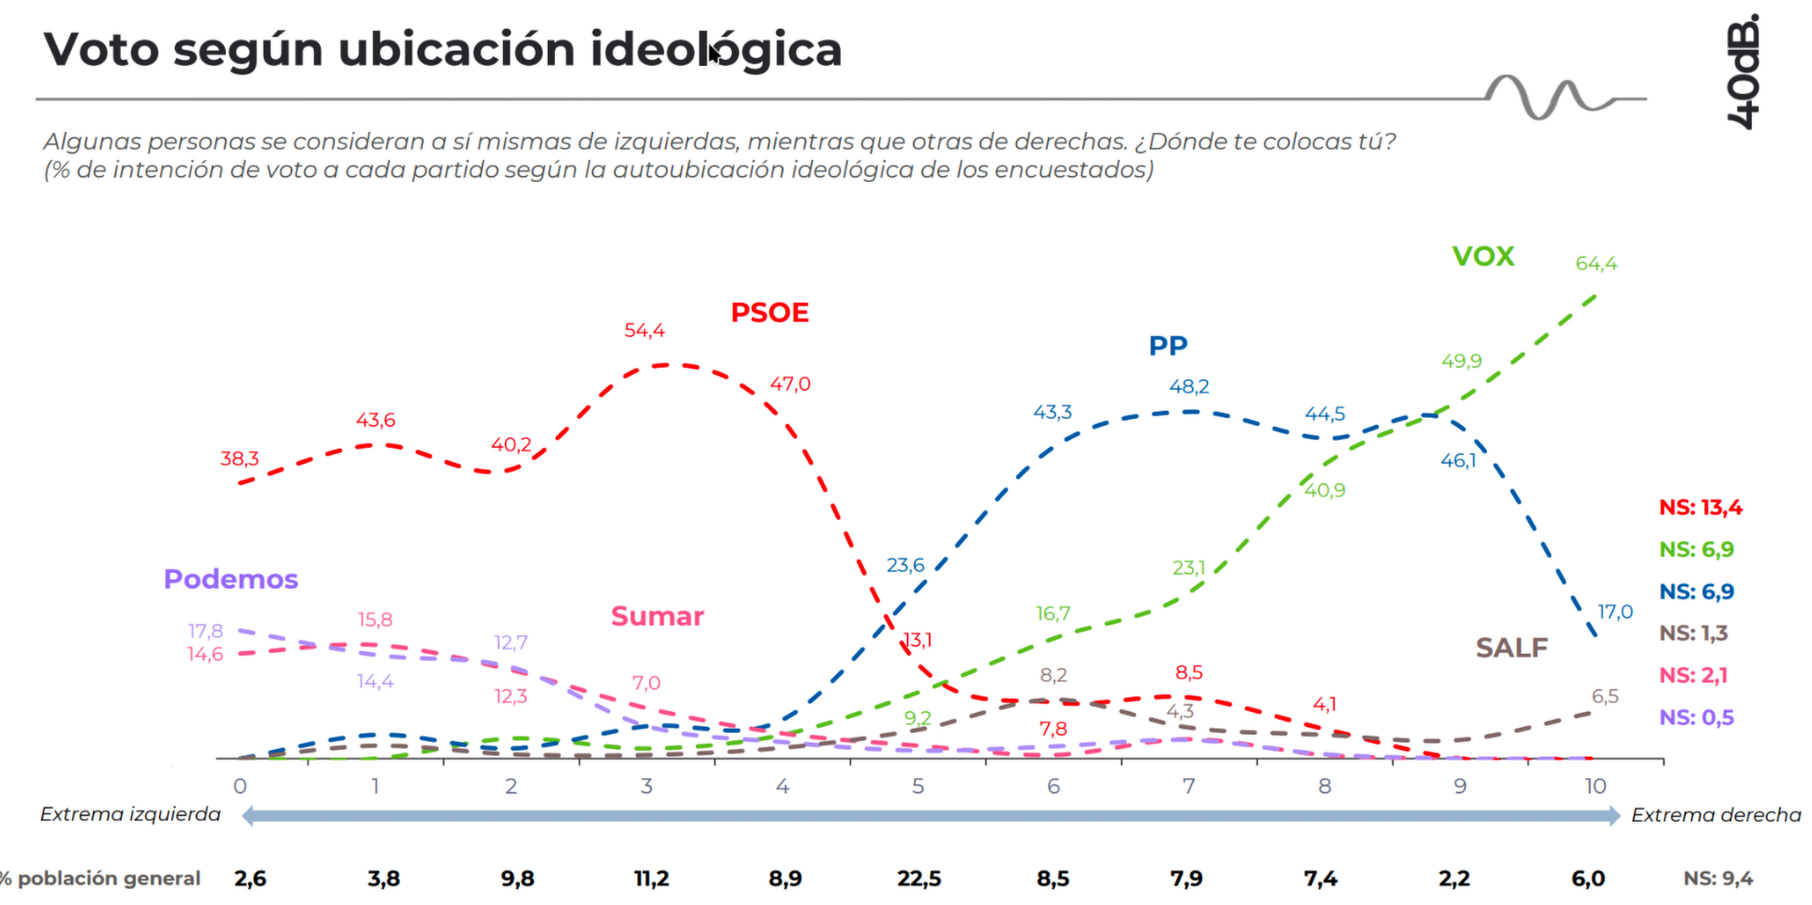 Voto según ubicación ideológica
40dB.
Algunas personas se consideran a sí mismas de izquierdas, mientras que otras de derechas. ¿Dónde te colocas tú?
(% de intención de voto a cada partido según la autoubicación ideológica de los encuestados)
VOX
64,4
PSOE
54,4
PP
49,9
47,0
48,2
43,6
43,3
44,5
40,2
38,3
46,1
40,9
NS: 13,4
NS: 6,9
23,6
23,1
Podemos
NS: 6,9
Sumar
16,7
17,0
15,8
17,8
NS: 1,3
12,7
13,1
SALF
14,6
8,2
8,5
NS: 2,1
14,4
7,0
12,3
6,5
4,1
4,3
9,2
NS: 0,5
7,8
0 1 2 3 4 5 6 7 8 9 10
Extrema izquierda Extrema derecha
% población general 2,6 3,8 9,8 11,2 8,9 22,5 8,5 7,9 7,4 2,2 6,0 NS: 9,4